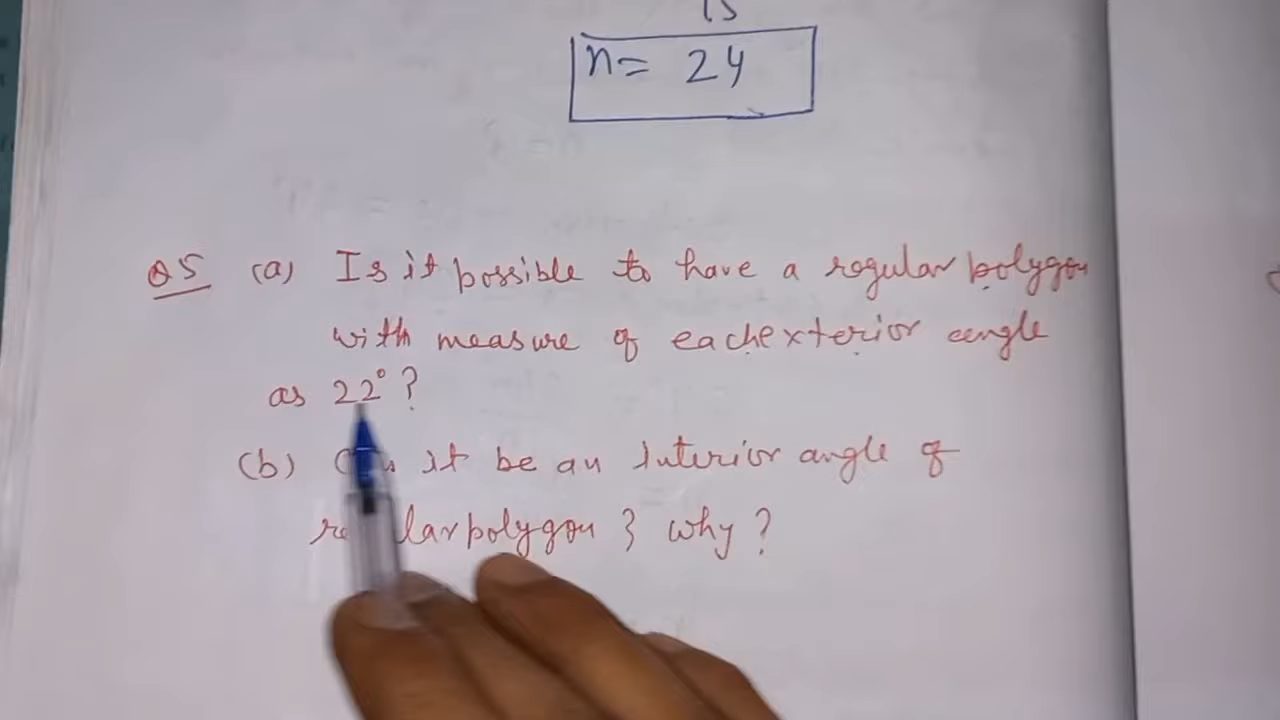 15
n= 24
Q5 (a) Is it possible to have a regular polygon
with measure of each exterior angle
as 22° ?
(b) it be an interior angle of
polygon ? why ?